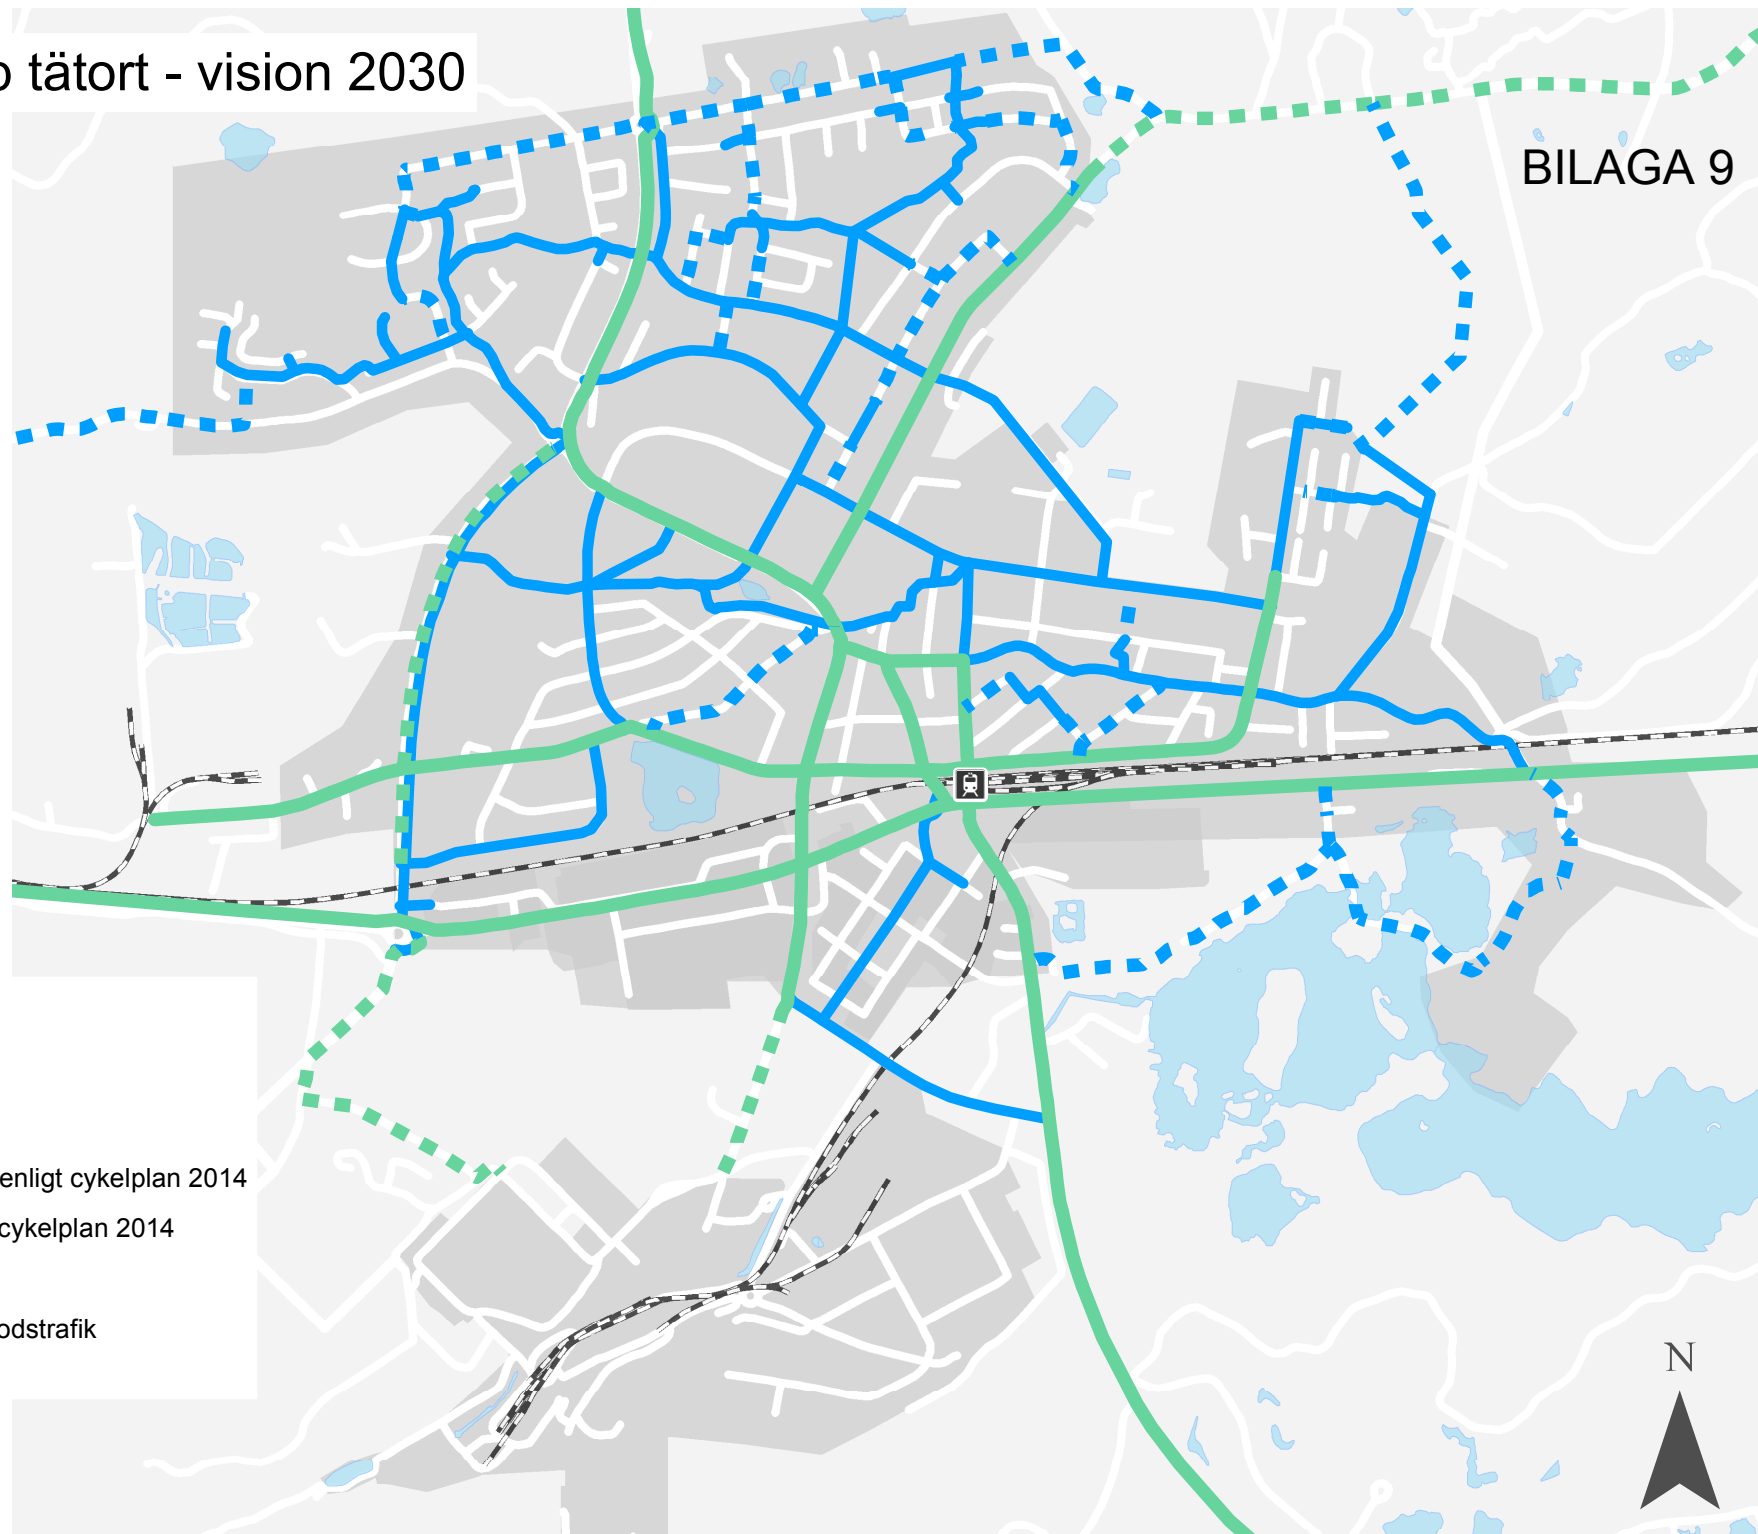 o tätort - vision 2030
BILAGA 9
enligt cykelplan 2014
cykelplan 2014
odstrafik
N